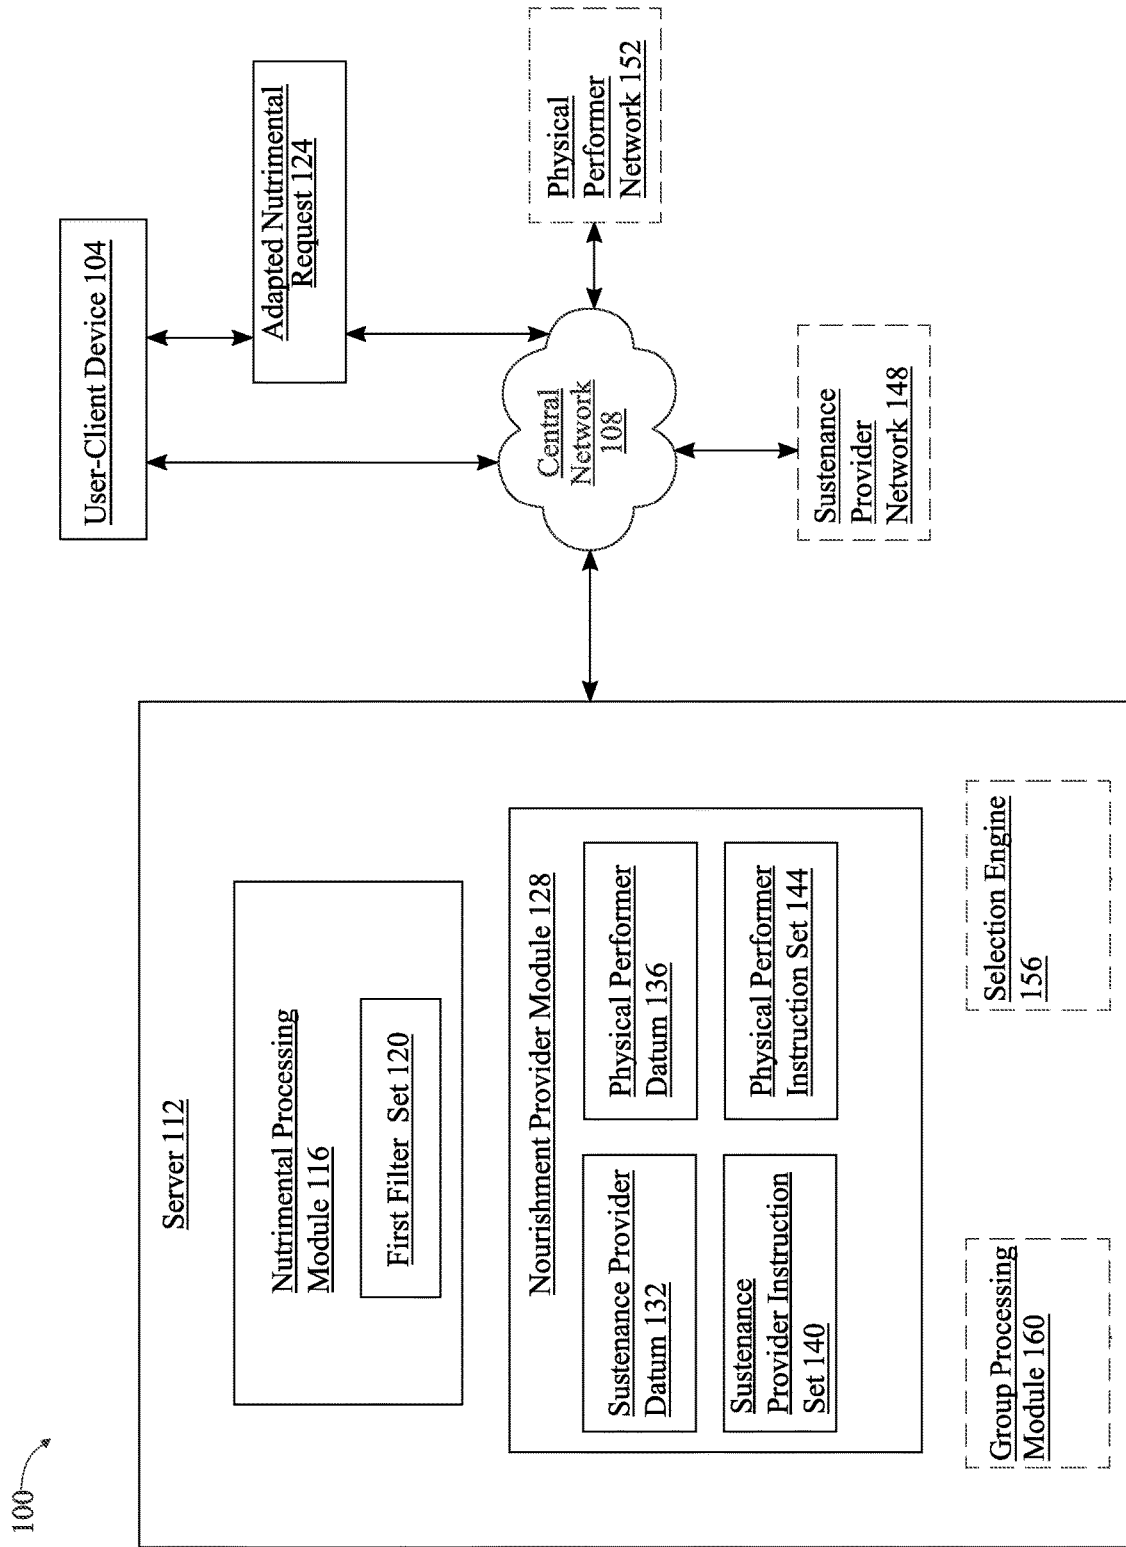 100
Server 112
Nutrimental Processing
Module 116
First Filter Set 120
Nourishment Provider Module 128
Sustenance Provider
Datum 132
Physical Performer
Datum 136
Sustenance
Provider Instruction
Set 140
Physical Performer
Instruction Set 144
Group Processing
Module 160
Selection Engine
156
User-Client Device 104
Adapted Nutrimental
Request 124
Central
Network
108
Physical
Performer
Network 152
Sustenance
Provider
Network 148